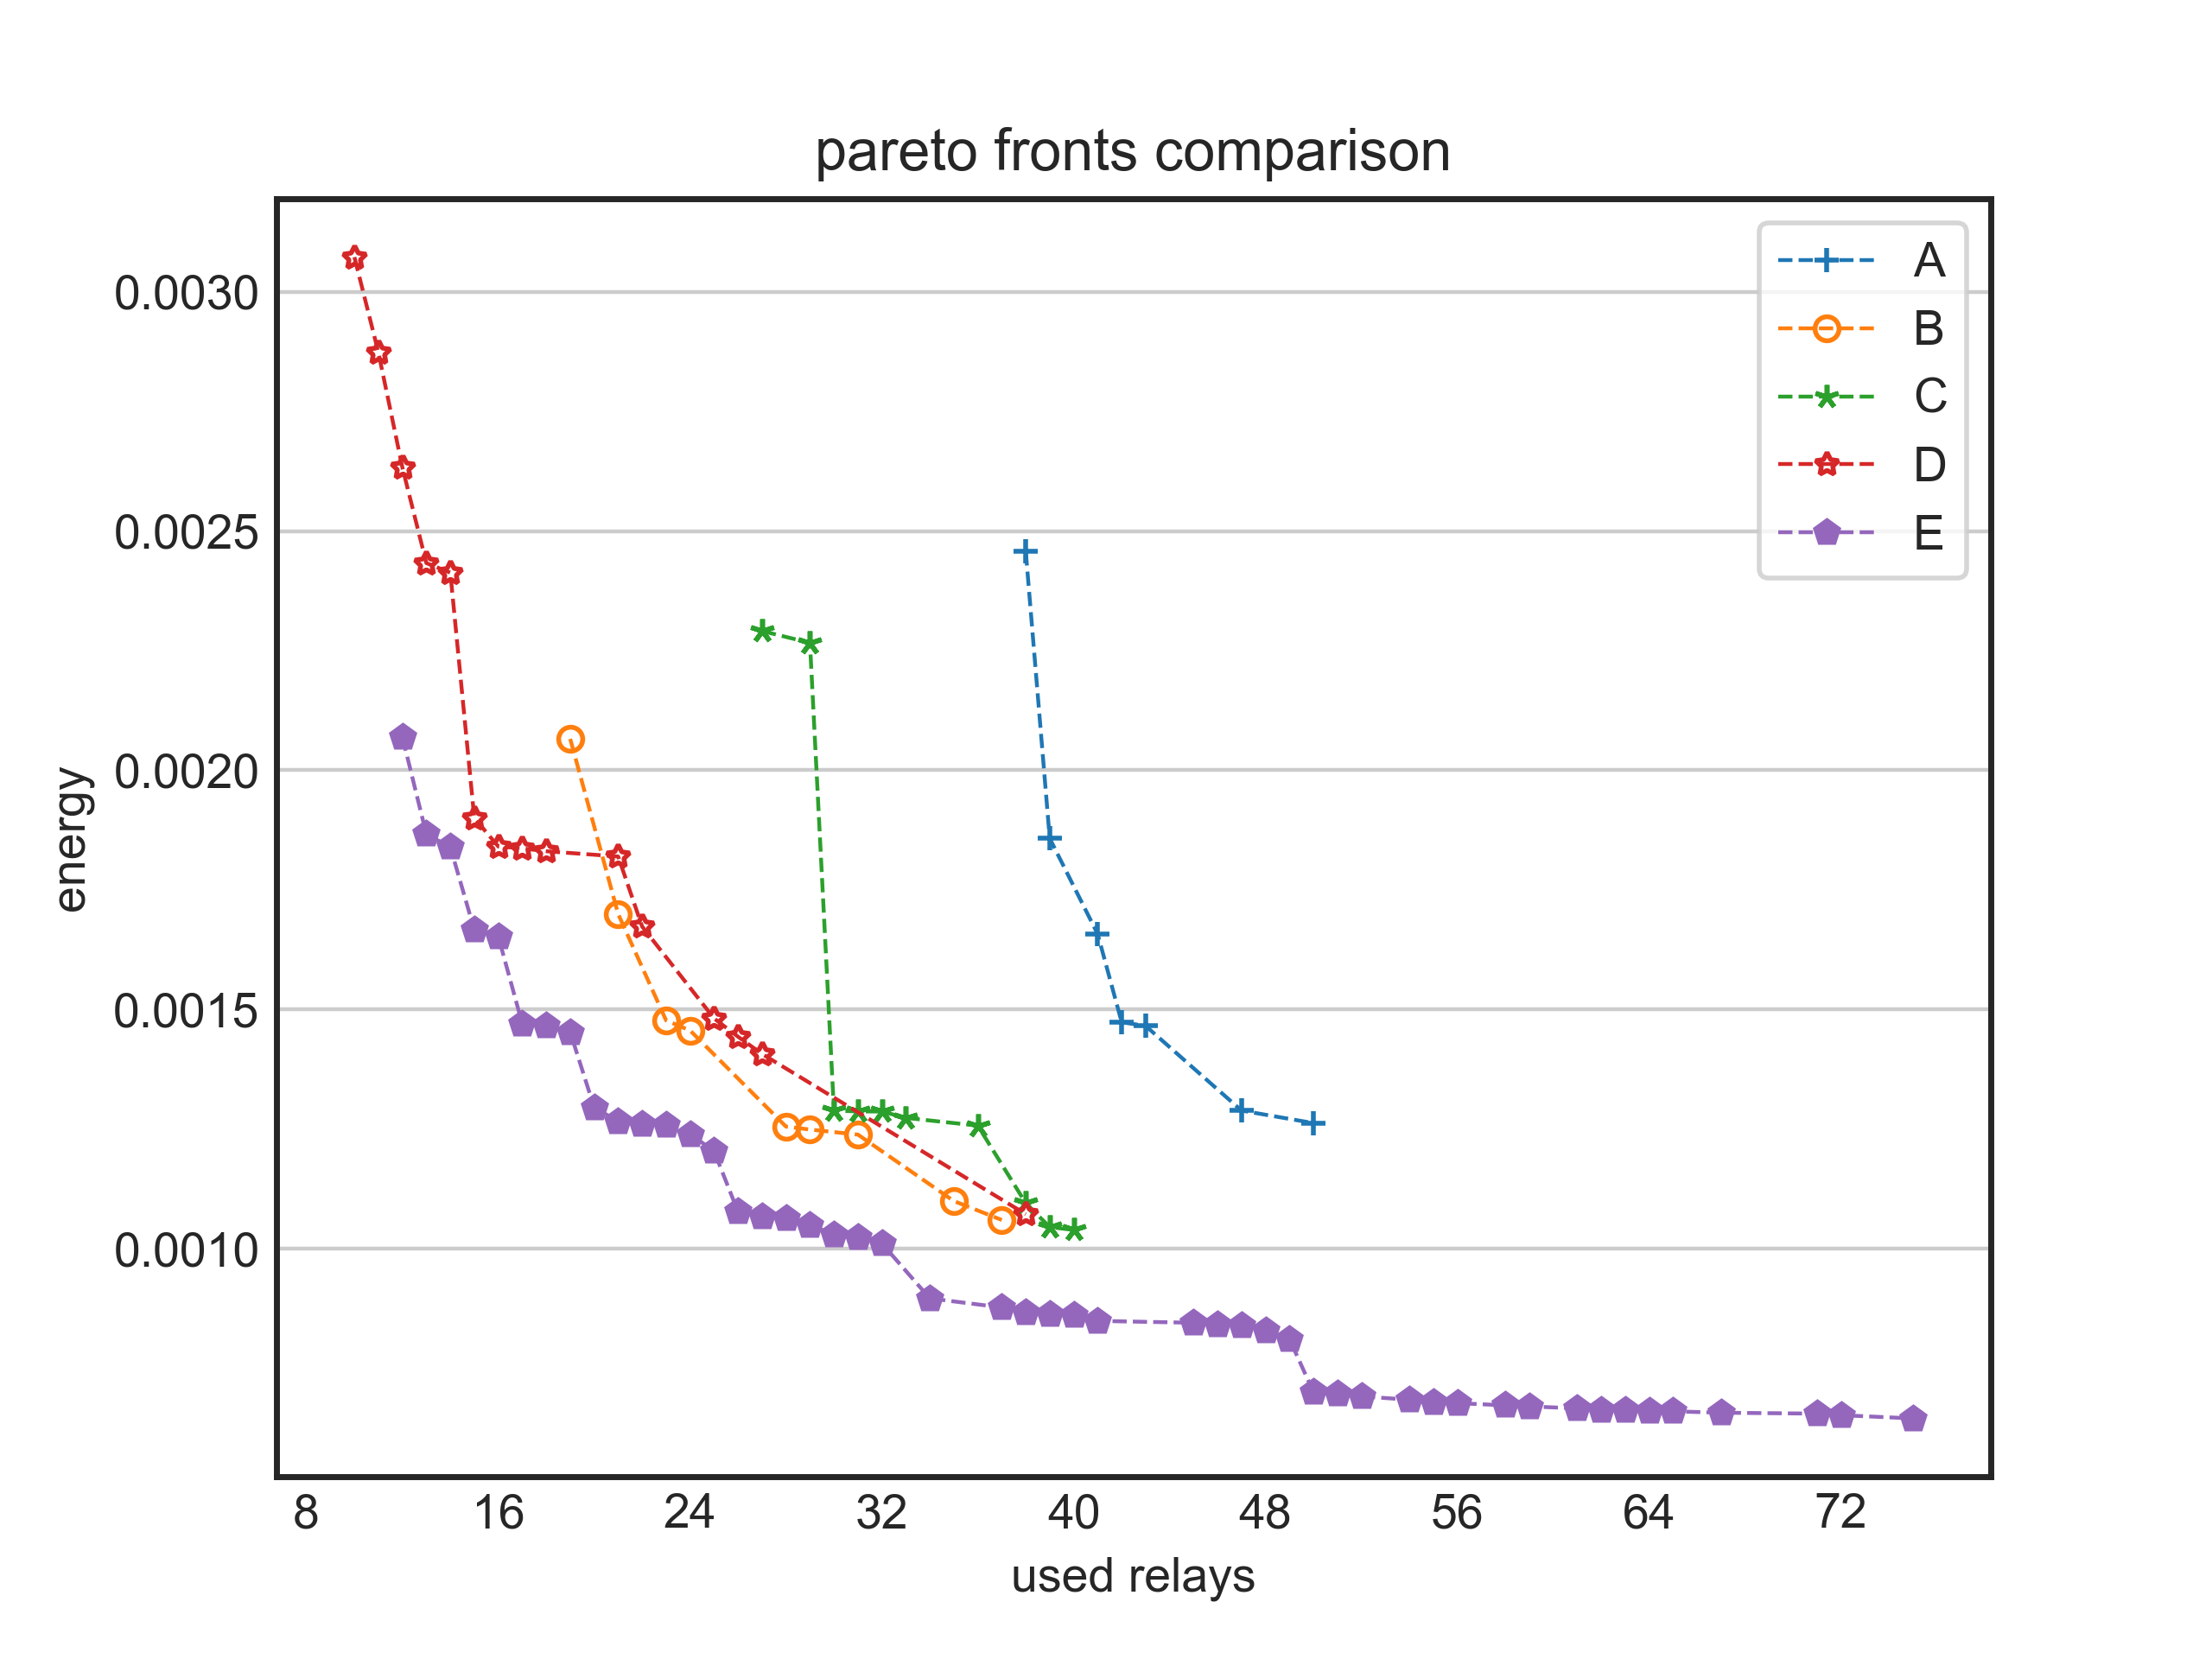 pareto fronts comparison
A
B
C
D
E
0.0030
0.0025
0.0020
0.0015
0.0010
energy
8 16 24 32 40 48 56 64 72
used relays